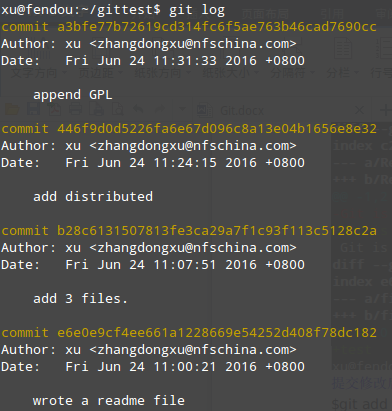 xu@fendou:~/gittest$ git log
commit a3bfe77b72619cd314fc6f5ae763b46cad7690cc
Author: xu <zhangdongxu@nfschina.com>
Date:   Fri Jun 24 11:31:33 2016 +0800
append GPL
commit 446f9d0d5226fa6e67d096c8a13e04b1656e8e32
Author: xu <zhangdongxu@nfschina.com>
Date:   Fri Jun 24 11:24:15 2016 +0800
add distributed
commit b28c6131507813fe3ca29a7f1c93f113c5128c2a
Author: xu <zhangdongxu@nfschina.com>
Date:   Fri Jun 24 11:07:51 2016 +0800
add 3 files.
commit e6e0e9cf4ee661a1228669e54252d408f78dc182
Author: xu <zhangdongxu@nfschina.com>
Date:   Fri Jun 24 11:00:21 2016 +0800
wrote a readme file